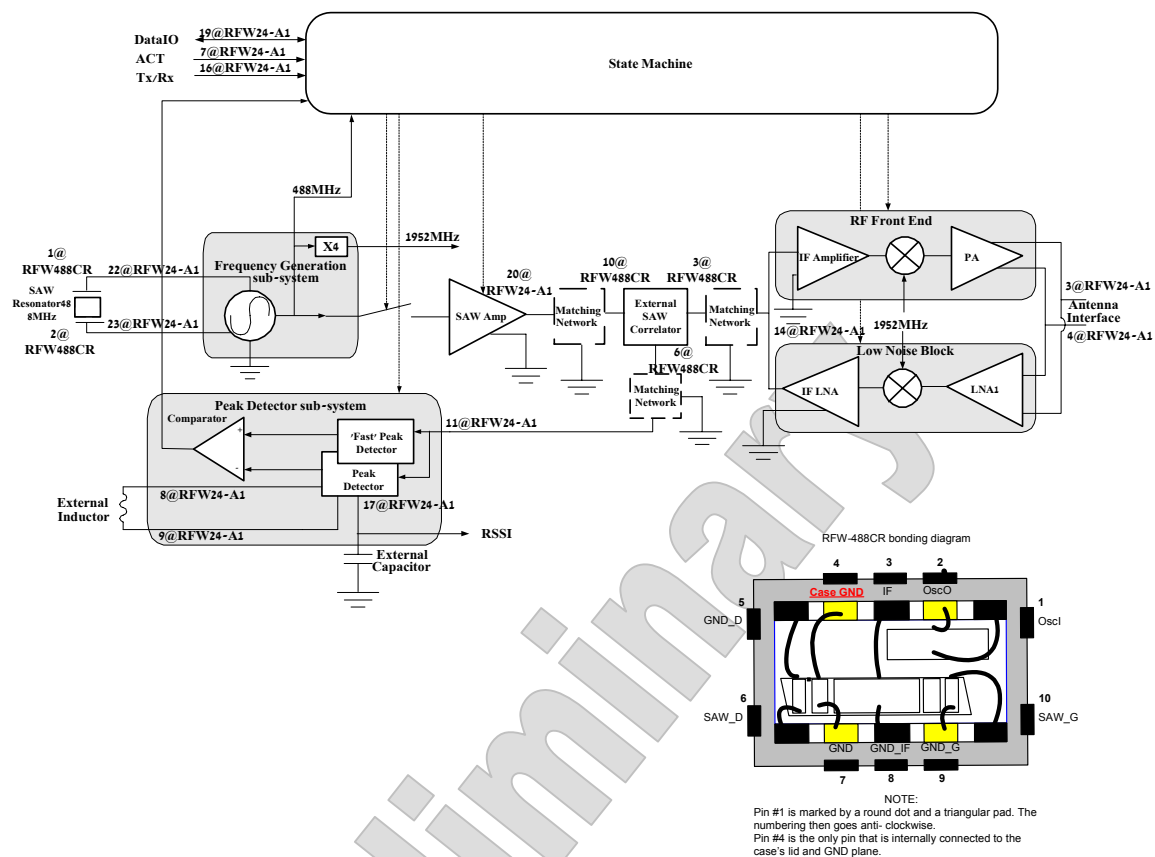 DataIO
19@RFW24-A1
ACT
7@RFW24-A1
Tx/Rx
16@RFW24-A1
State Machine
488MHz
X4
1952MHz
Frequency Generation
sub-system
1@
RFW488CR
22@RFW24-A1
SAW
Resonator48
8MHz
23@RFW24-A1
2@
RFW488CR
SAW Amp
20@
RFW24-A1
Matching
Network
10@
RFW488CR
External
SAW
Correlator
3@
RFW488CR
Matching
Network
6@
RFW488CR
Matching
Network
RF Front End
IF Amplifier
PA
14@RFW24-A1
1952MHz
3@RFW24-A1
Antenna
Interface
4@RFW24-A1
Low Noise Block
IF LNA
LNA1
Peak Detector sub-system
Comparator
+
-
'Fast' Peak
Detector
Peak
Detector
11@RFW24-A1
8@RFW24-A1
17@RFW24-A1
External
Inductor
9@RFW24-A1
RSSI
External
Capacitor
RFW-488CR bonding diagram
4
3
2
Case GND
IF
OscO
5
GND_D
1
OscI
6
SAW_D
10
SAW_G
GND
GND_IF
GND_G
7
8
9
NOTE:
Pin #1 is marked by a round dot and a triangular pad. The
numbering then goes anti- clockwise.
Pin #4 is the only pin that is internally connected to the
case's lid and GND plane.
liminary